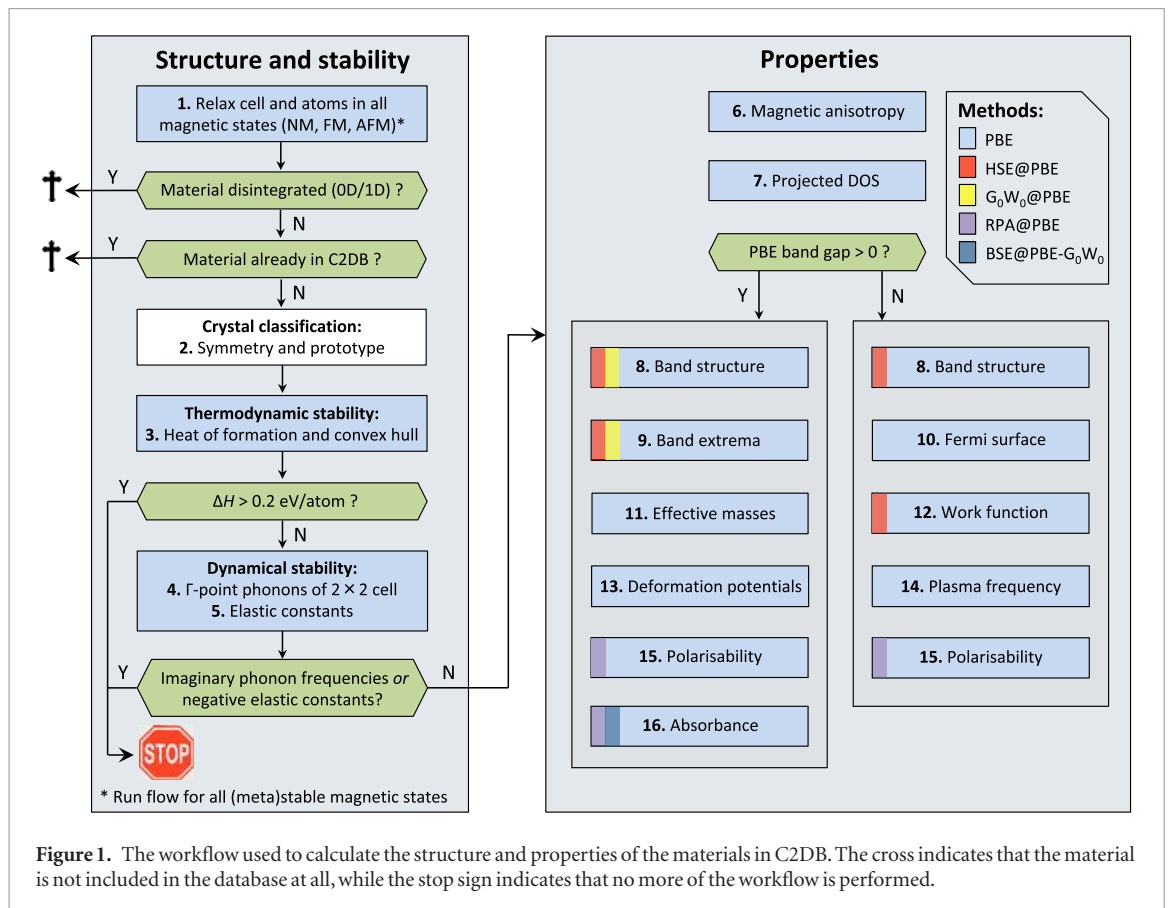 Structure and stability
1. Relax cell and atoms in all
magnetic states (NM, FM, AFM)*
Y
Material disintegrated (0D/1D) ?
N
Y
Material already in C2DB ?
N
Crystal classification:
2. Symmetry and prototype
Thermodynamic stability:
3. Heat of formation and convex hull
Y
ΔH > 0.2 eV/atom ?
N
Dynamical stability:
4. Γ-point phonons of 2 × 2 cell
5. Elastic constants
Y
Imaginary phonon frequencies or
negative elastic constants?
N
STOP
* Run flow for all (meta)stable magnetic states
Properties
6. Magnetic anisotropy
7. Projected DOS
PBE band gap > 0 ?
Y
N
Methods:
PBE
HSE@PBE
G₀W₀@PBE
RPA@PBE
BSE@PBE-G₀W₀
8. Band structure
9. Band extrema
11. Effective masses
13. Deformation potentials
15. Polarisability
16. Absorbance
8. Band structure
10. Fermi surface
12. Work function
14. Plasma frequency
15. Polarisability
Figure 1. The workflow used to calculate the structure and properties of the materials in C2DB. The cross indicates that the material
is not included in the database at all, while the stop sign indicates that no more of the workflow is performed.